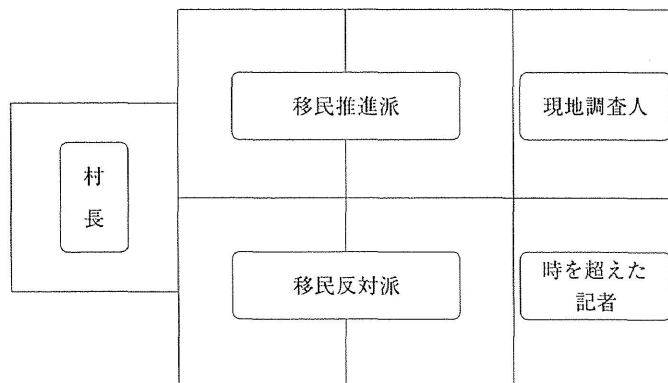 移民推進派
現地調査人
村
長
移民反対派
時を超えた
記者